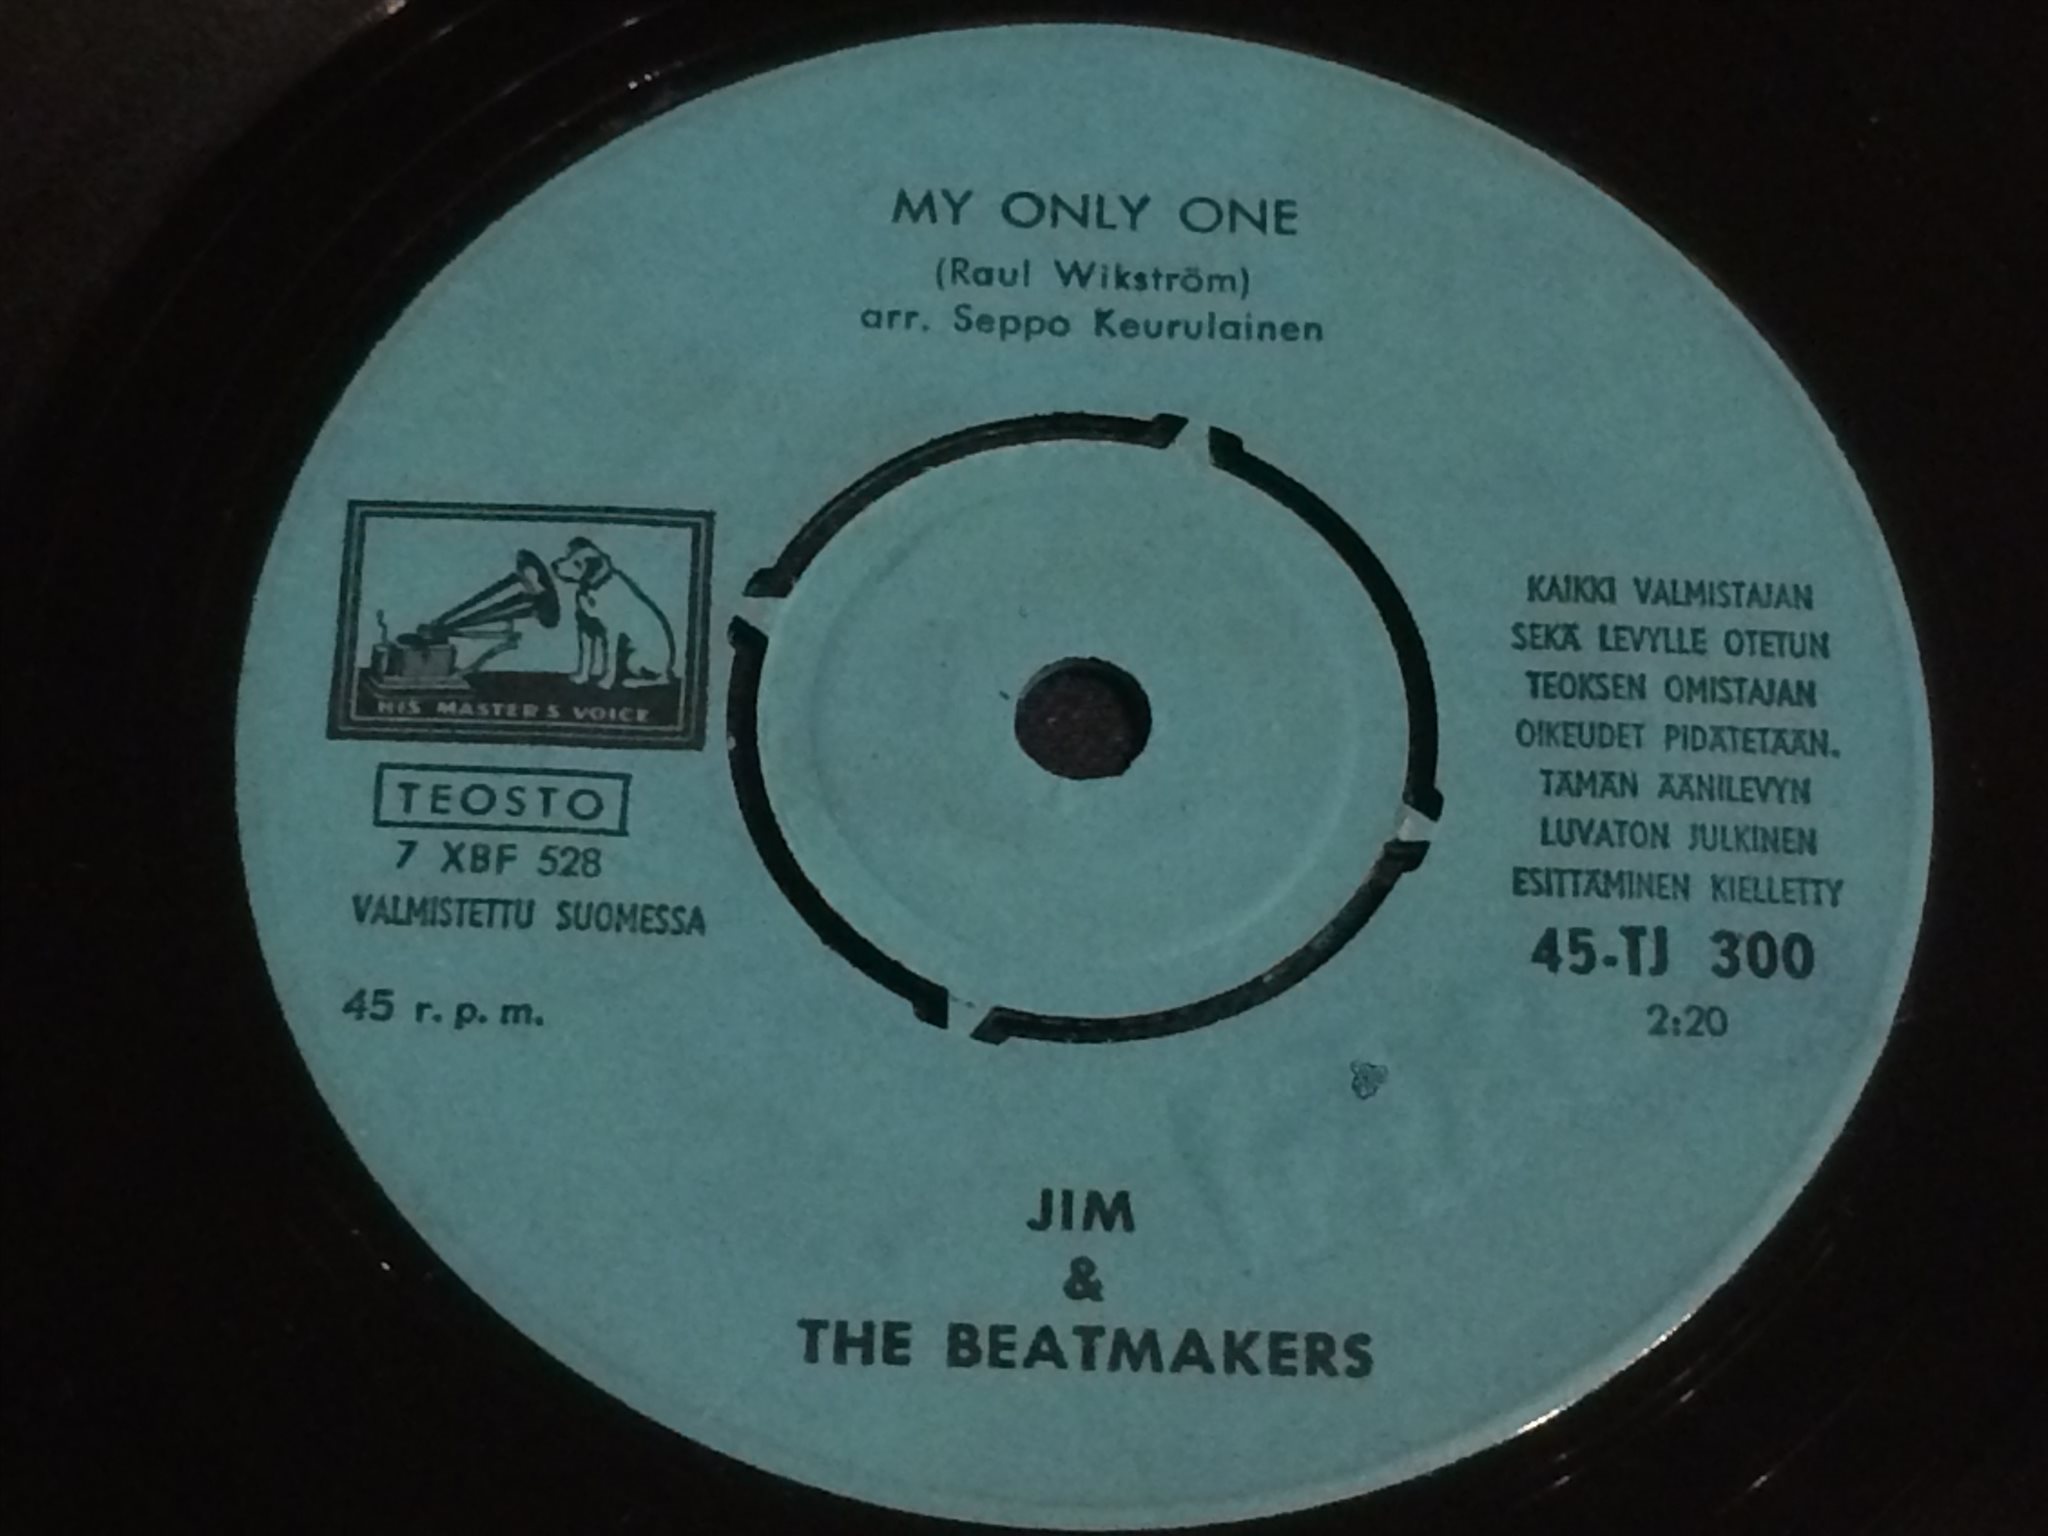 MY ONLY ONE
(Raul Wikström)
arr. Seppo Keurulainen
HIS MASTER'S VOICE
TEOSTO
7 XBF 528
VALMISTETTU SUOMESSA
45 r. p. m.
KAIKKI VALMISTAJAN
SEKÄ LEVYLLE OTETUN
TEOKSEN OMISTAJAN
OIKEUDET PIDÄTETÄÄN.
TÄMÄN ÄÄNILEVYN
LUVATON JULKINEN
ESITTÄMINEN KIELLETTY
45-TJ 300
2:20
JIM
&
THE BEATMAKERS